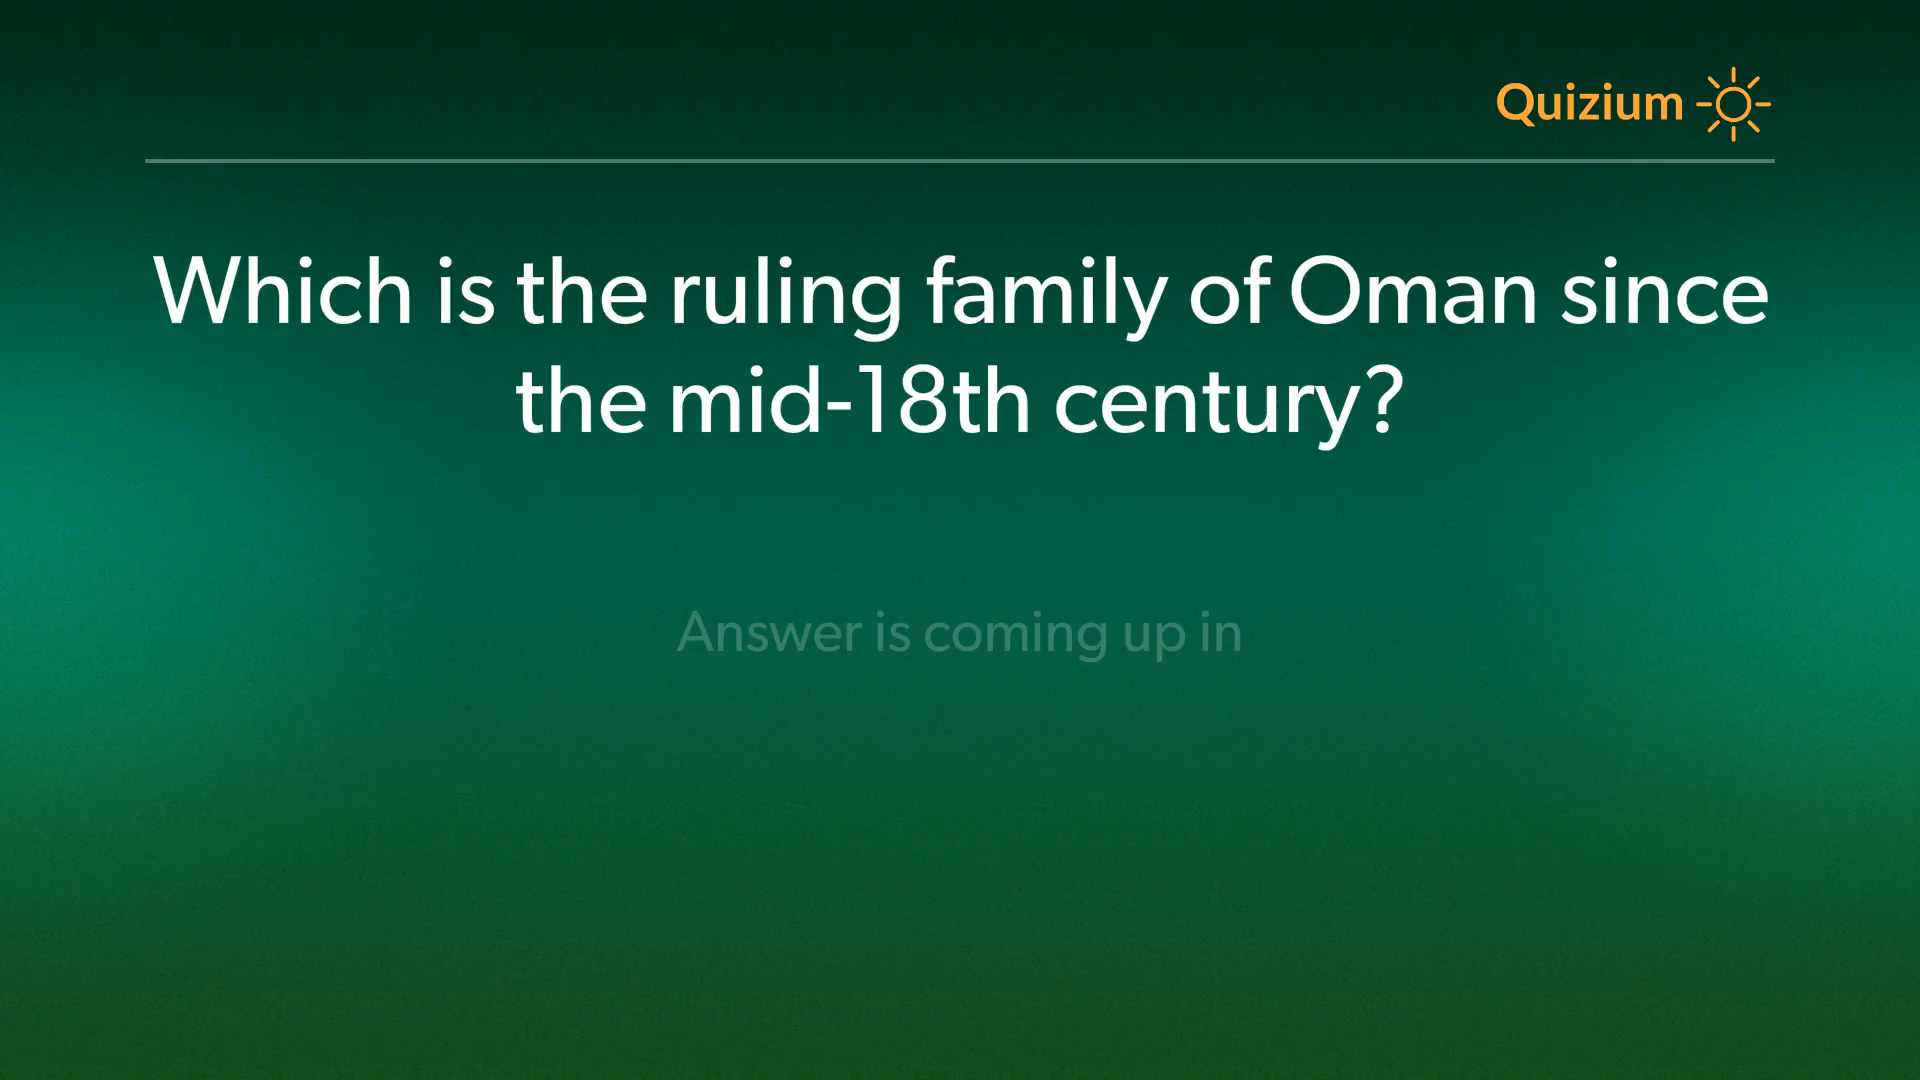 Quizium
Which is the ruling family of Oman since
the mid-18th century?
Answer is coming up in